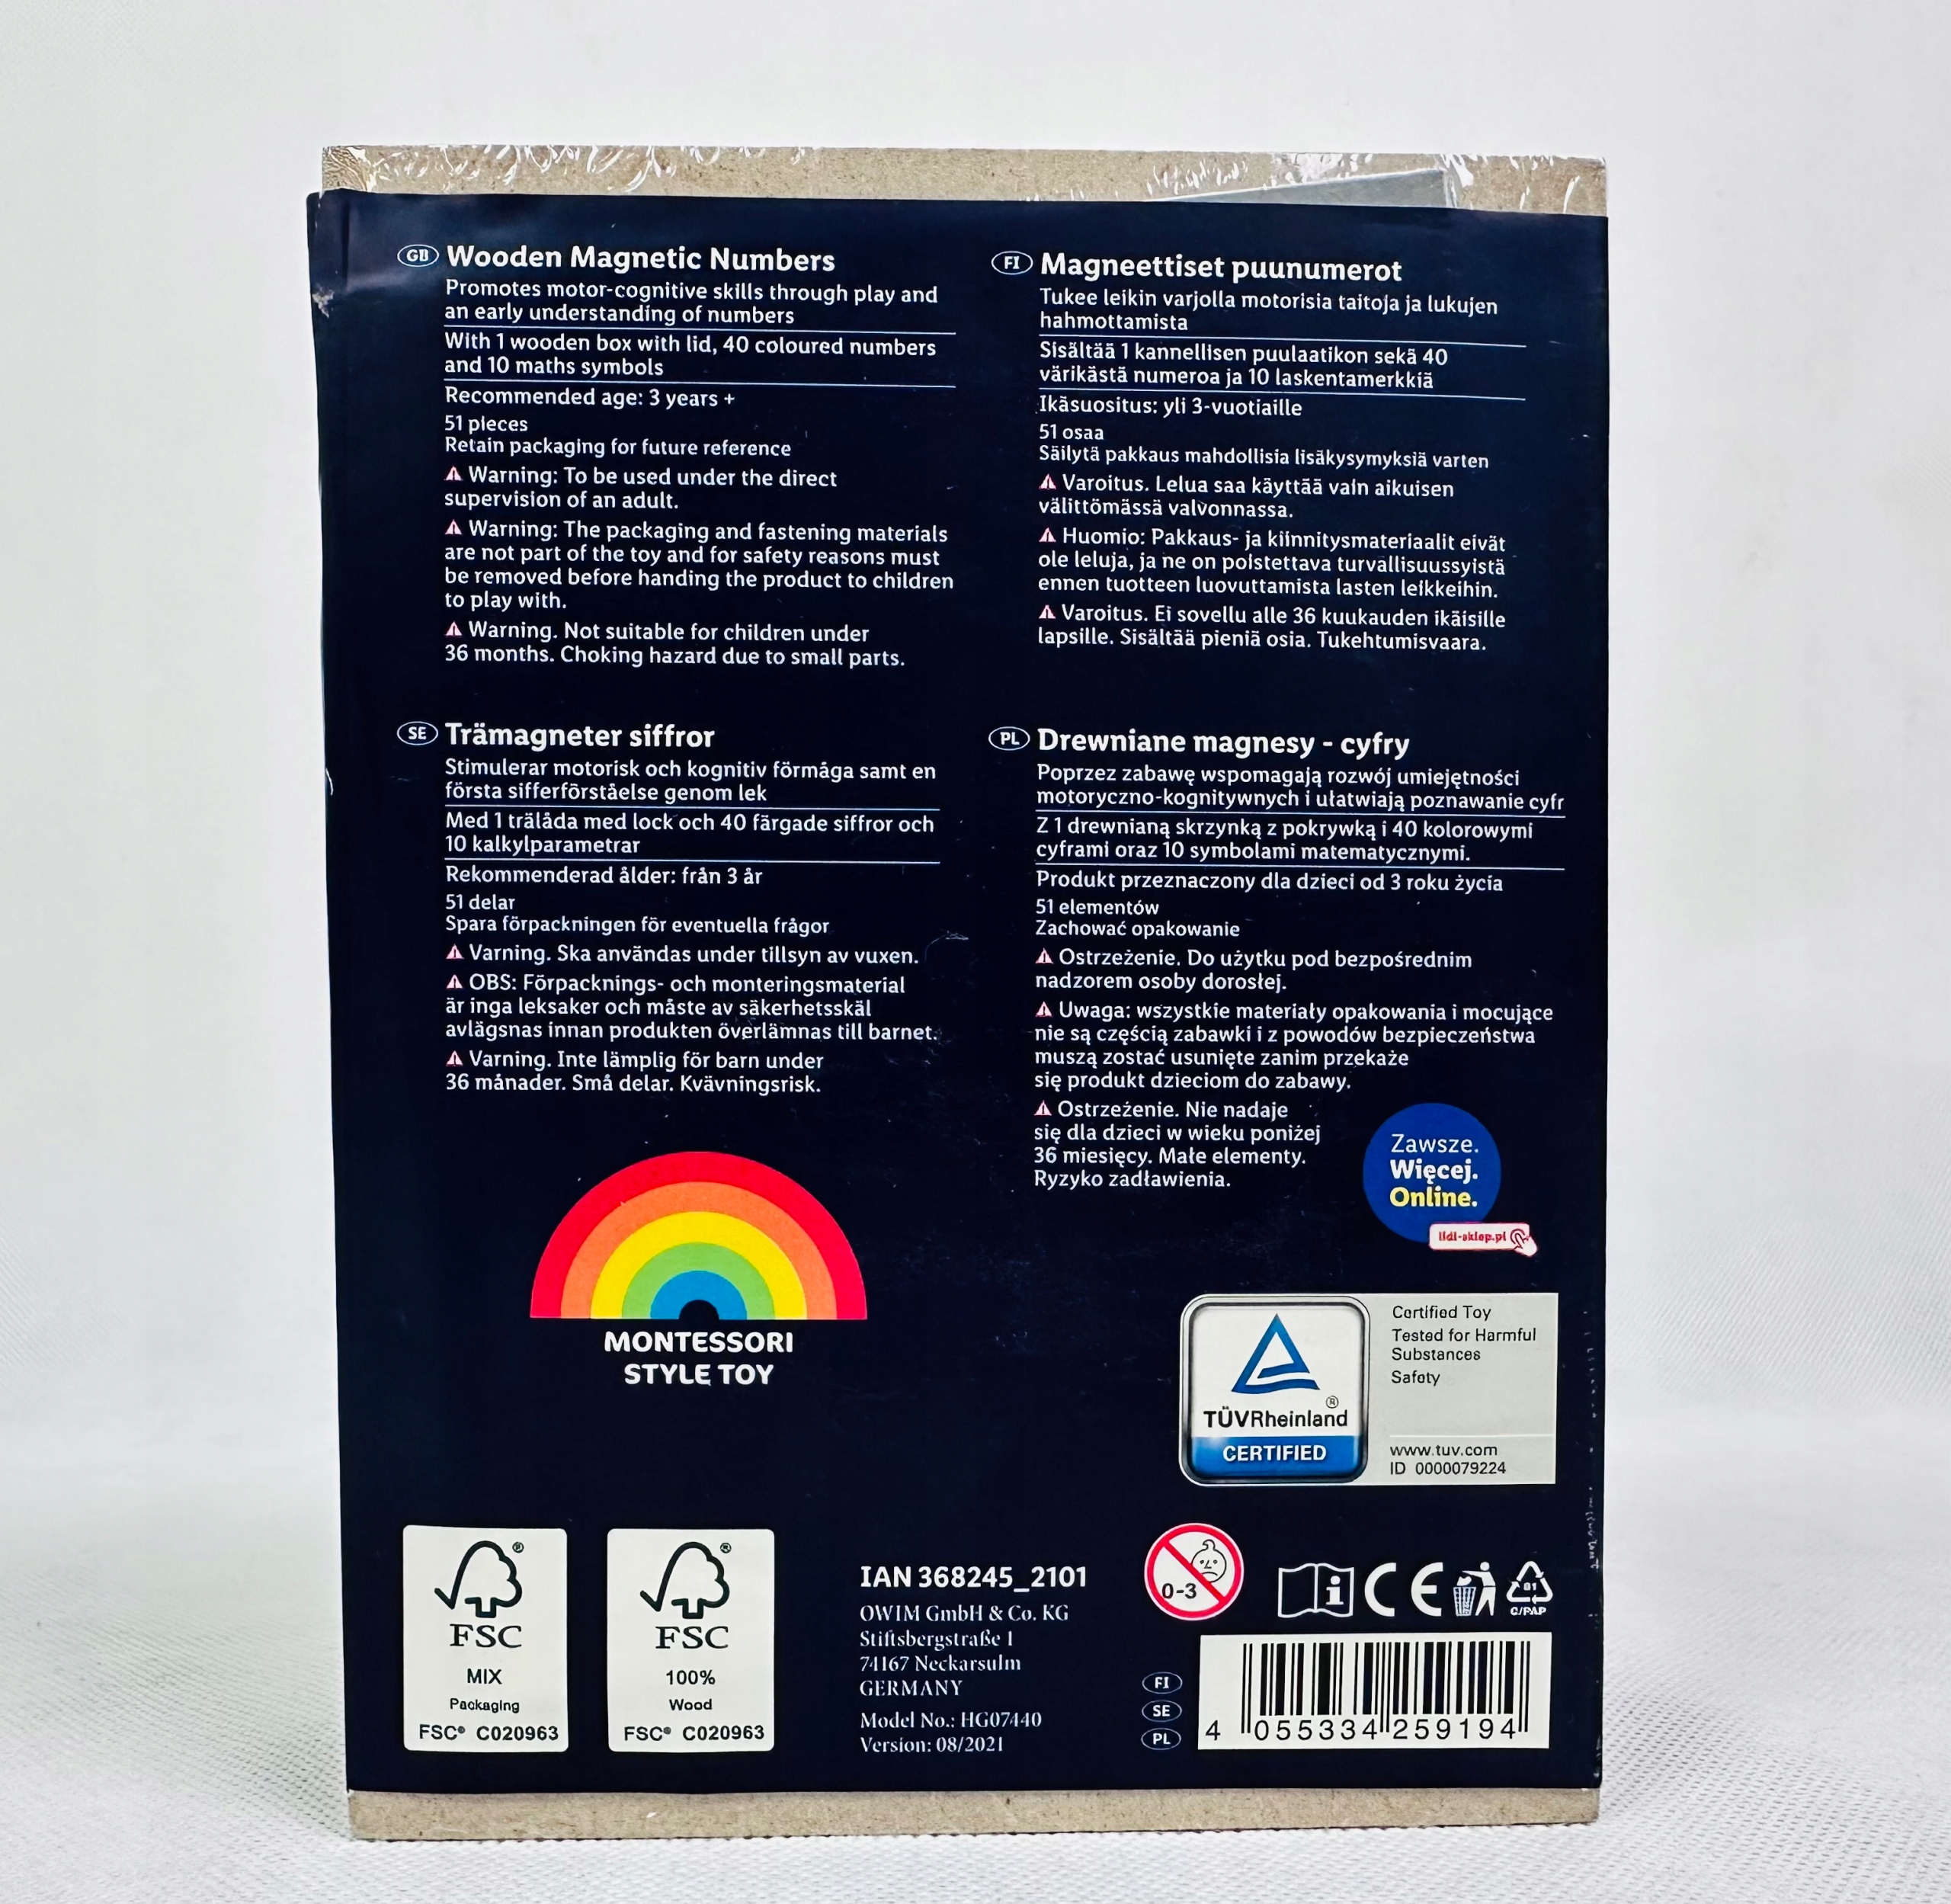 GB Wooden Magnetic Numbers
Promotes motor-cognitive skills through play and
an early understanding of numbers
With 1 wooden box with lid, 40 coloured numbers
and 10 maths symbols
Recommended age: 3 years +
51 pieces
Retain packaging for future reference
Warning: To be used under the direct
supervision of an adult.
Warning: The packaging and fastening materials
are not part of the toy and for safety reasons must
be removed before handing the product to children
to play with.
Warning. Not suitable for children under
36 months. Choking hazard due to small parts.
FI Magneettiset puunumerot
Tukee leikin varjolla motorisia taitoja ja lukujen
hahmottamista
Sisältää 1 kannellisen puulaatikon sekä 40
värikästä numeroa ja 10 laskentamerkkiä
Ikäsuositus: yli 3-vuotiaille
51 osaa
Säilytä pakkaus mahdollisia lisäkysymyksiä varten
Varoitus. Lelua saa käyttää vain aikuisen
välittömässä valvonnassa.
Huomio: Pakkaus- ja kiinnitysmateriaalit eivät
ole leluja, ja ne on poistettava turvallisuussyistä
ennen tuotteen luovuttamista lasten leikkeihin.
Varoitus. Ei sovellu alle 36 kuukauden ikäisille
lapsille. Sisältää pieniä osia. Tukehtumisvaara.
SE Trämagneter siffror
Stimulerar motorisk och kognitiv förmåga samt en
första sifferförståelse genom lek
Med 1 trälåda med lock och 40 färgade siffror och
10 kalkylparametrar
Rekommenderad ålder: från 3 år
51 delar
Spara förpackningen för eventuella frågor
Varning. Ska användas under tillsyn av vuxen.
OBS: Förpacknings- och monteringsmaterial
är inga leksaker och måste av säkerhetsskäl
avlägsnas innan produkten överlämnas till barnet.
Varning. Inte lämplig för barn under
36 månader. Små delar. Kvävningsrisk.
PL Drewniane magnesy - cyfry
Poprzez zabawę wspomagają rozwój umiejętności
motoryczno-kognitywnych i ułatwiają poznawanie cyfr
Z 1 drewnianą skrzynką z pokrywką i 40 kolorowymi
cyframi oraz 10 symbolami matematycznymi.
Produkt przeznaczony dla dzieci od 3 roku życia
51 elementów
Zachować opakowanie
Ostrzeżenie. Do użytku pod bezpośrednim
nadzorem osoby dorosłej.
Uwaga: wszystkie materiały opakowania i mocujące
nie są częścią zabawki i z powodów bezpieczeństwa
muszą zostać usunięte zanim przekaże
się produkt dzieciom do zabawy.
Ostrzeżenie. Nie nadaje
się dla dzieci w wieku poniżej
36 miesięcy. Małe elementy.
Ryzyko zadławienia.
Zawsze.
Więcej.
Online.
lidl-sklep.pl
MONTESSORI
STYLE TOY
TÜVRheinland®
CERTIFIED
Certified Toy
Tested for Harmful
Substances
Safety
www.tuv.com
ID 0000079224
FSC
MIX
Packaging
FSC® C020963
FSC
100%
Wood
FSC® C020963
IAN 368245_2101
OWIM GmbH & Co. KG
Stiftsbergstraße 1
74167 Neckarsulm
GERMANY
Model No.: HG07440
Version: 08/2021
0-3
CE
81
C/PAP
FI
SE
PL
4 055334 259194